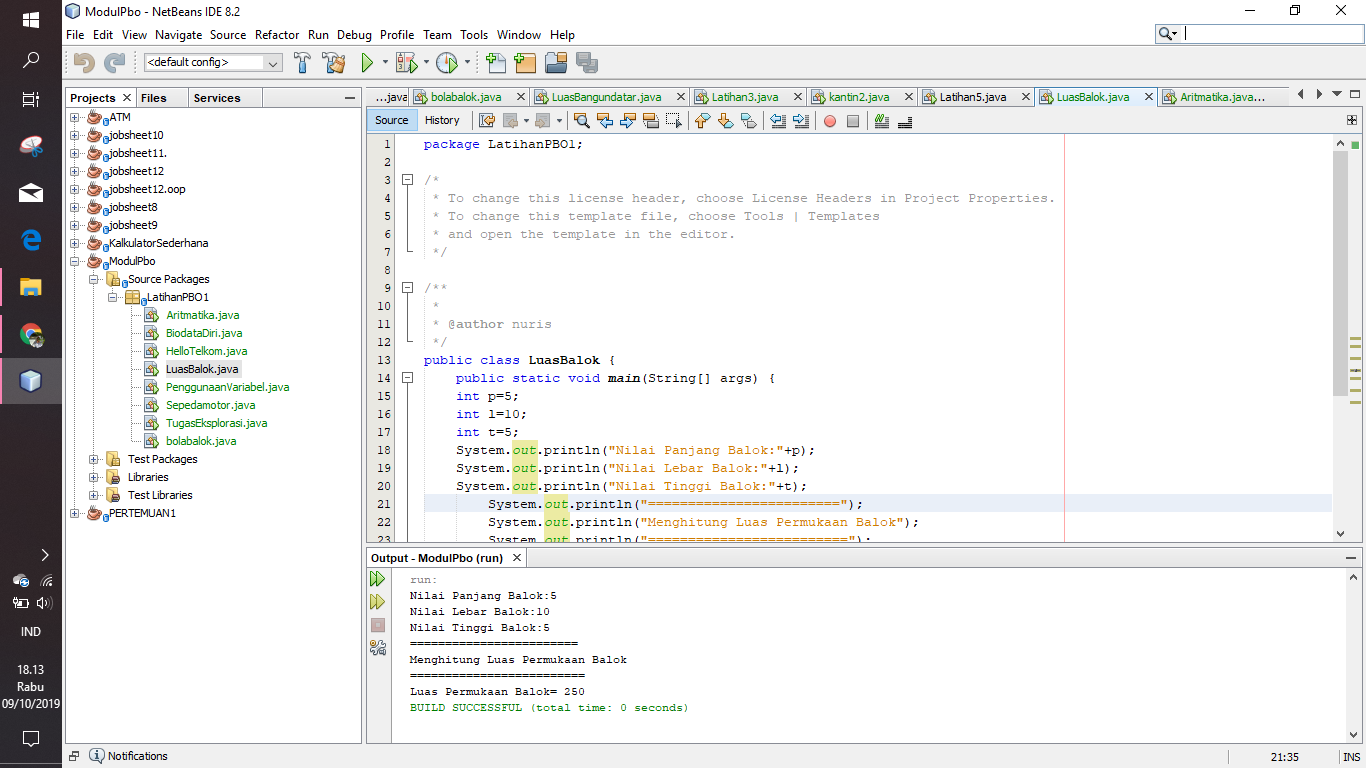 ModulPbo - NetBeans IDE 8.2
File Edit View Navigate Source Refactor Run Debug Profile Team Tools Window Help
<default config>
Projects Files Services
ATM
jobsheet10
jobsheet11.
jobsheet12
jobsheet12.oop
jobsheet8
jobsheet9
KalkulatorSederhana
ModulPbo
Source Packages
LatihanPBO1
Aritmatika.java
BiodataDiri.java
HelloTelkom.java
LuasBalok.java
PenggunaanVariabel.java
Sepedamotor.java
TugasEksplorasi.java
bolabalok.java
Test Packages
Libraries
Test Libraries
PERTEMUAN1
...java bolabalok.java LuasBangundatar.java Latihan3.java kantin2.java Latihan5.java LuasBalok.java Aritmatika.java...
Source History
1 package LatihanPBO1;
2
3 /*
4 * To change this license header, choose License Headers in Project Properties.
5 * To change this template file, choose Tools | Templates
6 * and open the template in the editor.
7 */
8
9 /**
10 *
11 * @author nuris
12 */
13 public class LuasBalok {
14 public static void main(String[] args) {
15 int p=5;
16 int l=10;
17 int t=5;
18 System.out.println("Nilai Panjang Balok:"+p);
19 System.out.println("Nilai Lebar Balok:"+l);
20 System.out.println("Nilai Tinggi Balok:"+t);
21 System.out.println("========================");
22 System.out.println("Menghitung Luas Permukaan Balok");
23 System.out.println("=========================");
Output - ModulPbo (run)
run:
Nilai Panjang Balok:5
Nilai Lebar Balok:10
Nilai Tinggi Balok:5
========================
Menghitung Luas Permukaan Balok
=========================
Luas Permukaan Balok= 250
BUILD SUCCESSFUL (total time: 0 seconds)
IND
18.13
Rabu
09/10/2019
Notifications
21:35 INS